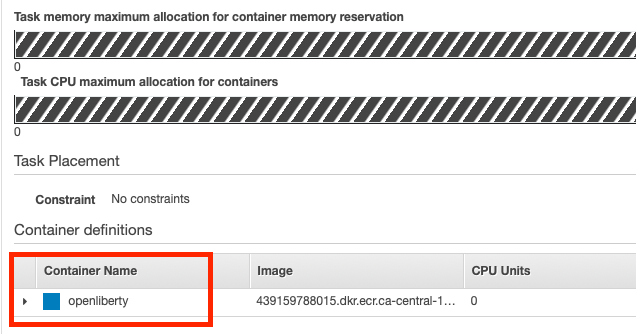 Task memory maximum allocation for container memory reservation
0
Task CPU maximum allocation for containers
0
Task Placement
Constraint No constraints
Container definitions
Container Name Image CPU Units
openliberty 439159788015.dkr.ecr.ca-central-1... 0